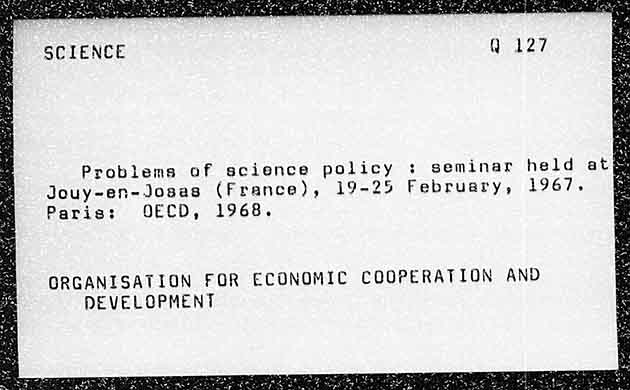 SCIENCE Q 127
Problems of science policy : seminar held at
Jouy-en-Josas (France), 19-25 February, 1967.
Paris: OECD, 1968.
ORGANISATION FOR ECONOMIC COOPERATION AND
DEVELOPMENT